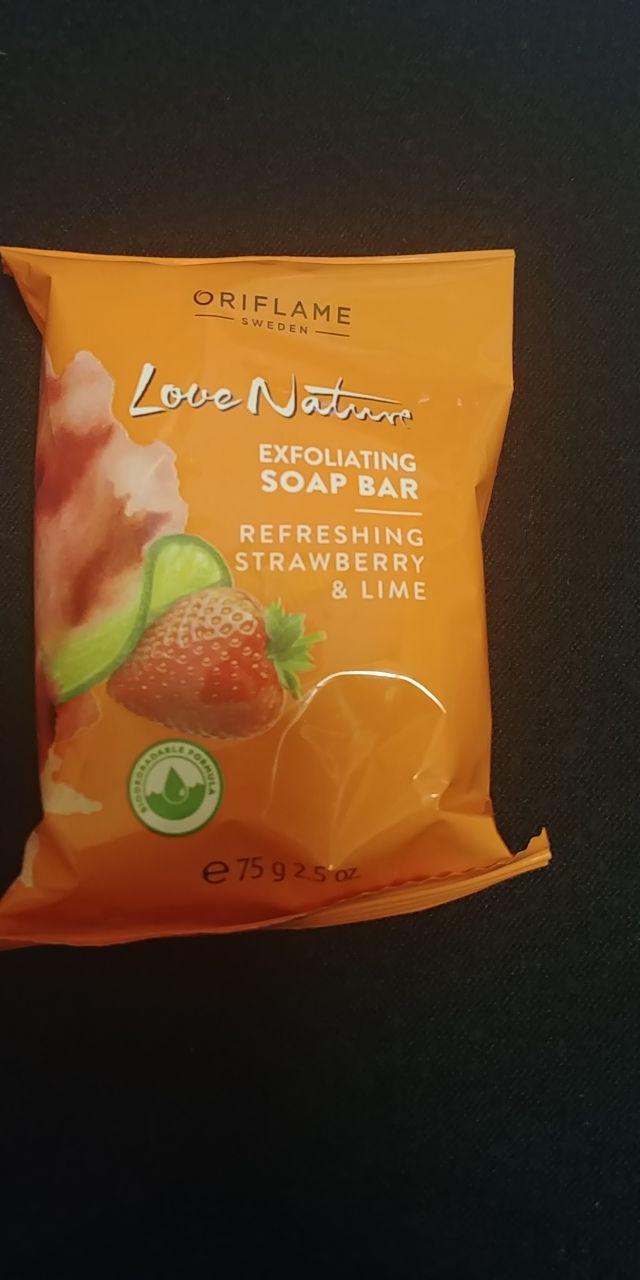 ORIFLAME
SWEDEN
Love Nature
EXFOLIATING
SOAP BAR
REFRESHING
STRAWBERRY
& LIME
BIODEGRADABLE FORMULA
e 75 g 2.5 oz